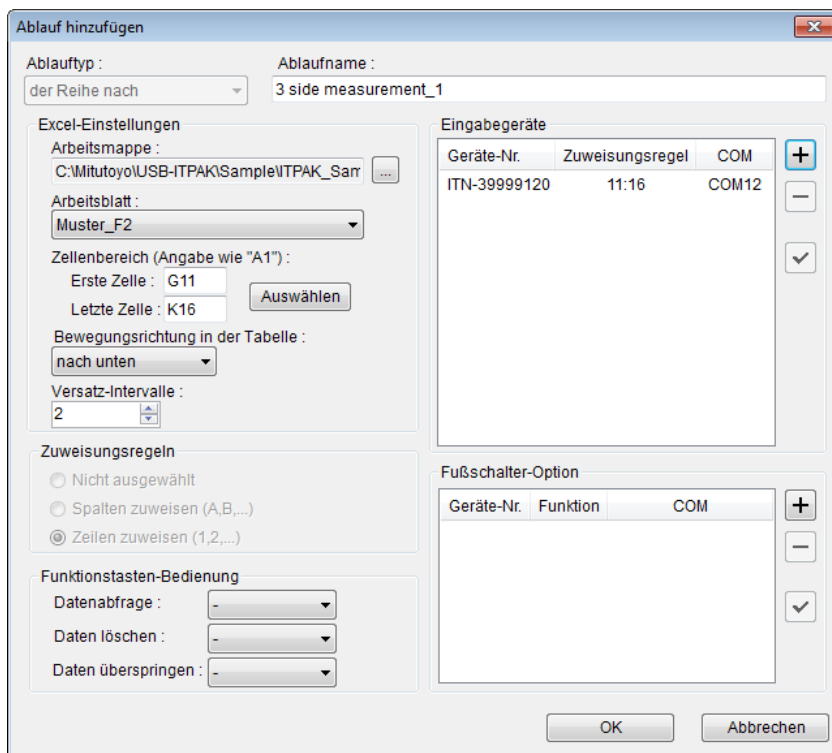 Ablauf hinzufügen
Ablauftyp :
der Reihe nach
Ablaufname :
3 side measurement_1
Excel-Einstellungen
Arbeitsmappe :
C:\Mitutoyo\USB-ITPAK\Sample\ITPAK_Sam
...
Arbeitsblatt :
Muster_F2
Zellenbereich (Angabe wie "A1") :
Erste Zelle : G11
Letzte Zelle : K16
Auswählen
Bewegungsrichtung in der Tabelle :
nach unten
Versatz-Intervalle :
2
Zuweisungsregeln
Nicht ausgewählt
Spalten zuweisen (A,B,...)
Zeilen zuweisen (1,2,...)
Funktionstasten-Bedienung
Datenabfrage : -
Daten löschen : -
Daten überspringen : -
Eingabegeräte
Geräte-Nr. Zuweisungsregel COM
ITN-39999120 11:16 COM12
Fußschalter-Option
Geräte-Nr. Funktion COM
OK
Abbrechen